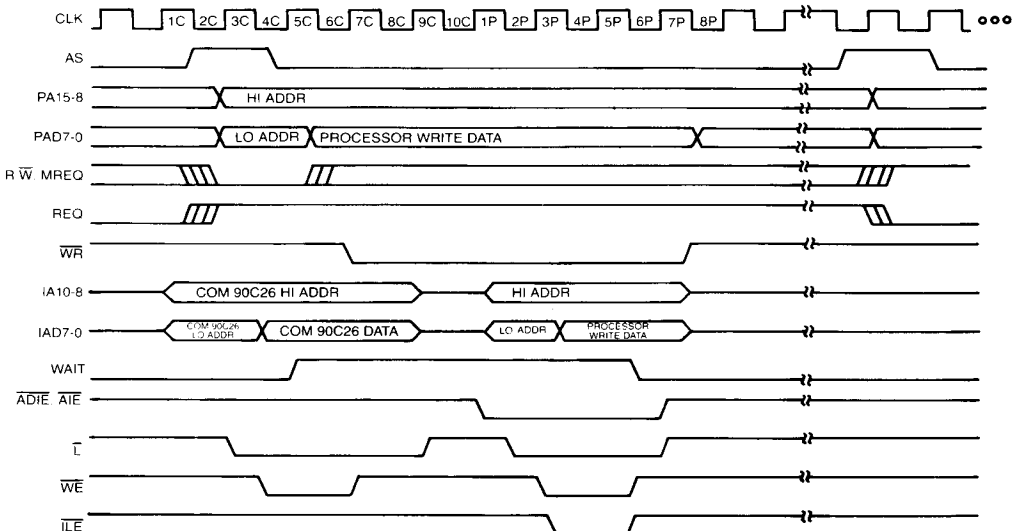 CLK 1C 2C 3C 4C 5C 6C 7C 8C 9C 10C 1P 2P 3P 4P 5P 6P 7P 8P
AS
PA15-8 HI ADDR
PAD7-0 LO ADDR PROCESSOR WRITE DATA
R W̅. MREQ
REQ
W̅R̅
IA10-8 COM 90C26 HI ADDR HI ADDR
IAD7-0 COM 90C26 LO ADDR COM 90C26 DATA LO ADDR PROCESSOR WRITE DATA
WAIT
A̅D̅I̅E̅. A̅I̅E̅
L̅
W̅E̅
I̅L̅E̅